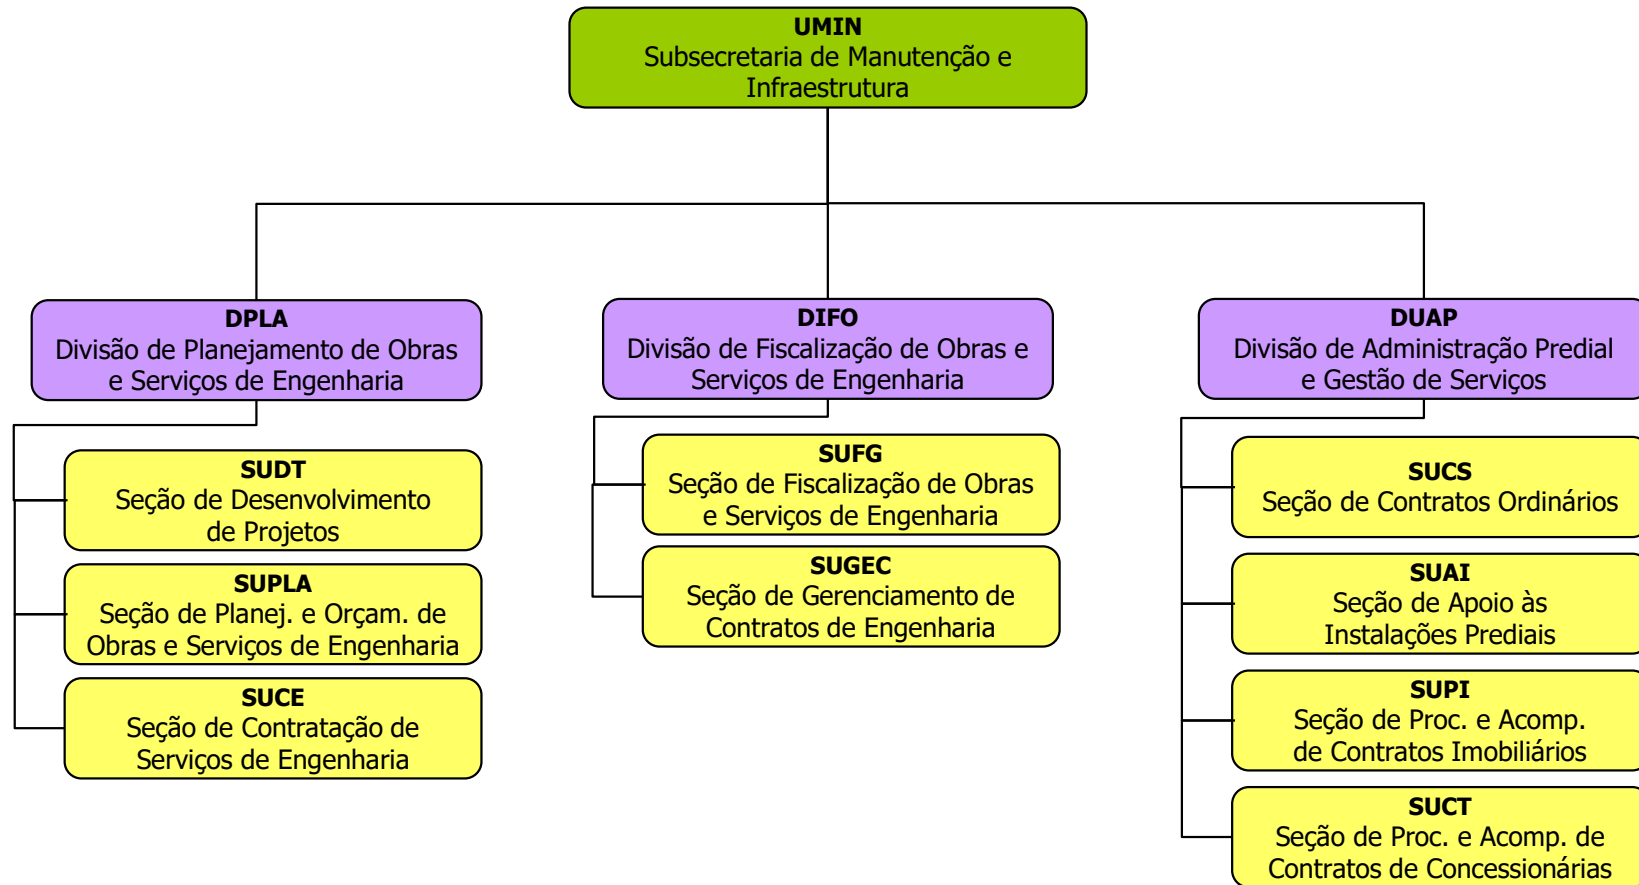 UMIN
Subsecretaria de Manutenção e
Infraestrutura
DPLA
Divisão de Planejamento de Obras
e Serviços de Engenharia
SUDT
Seção de Desenvolvimento
de Projetos
SUPLA
Seção de Planej. e Orçam. de
Obras e Serviços de Engenharia
SUCE
Seção de Contratação de
Serviços de Engenharia
DIFO
Divisão de Fiscalização de Obras e
Serviços de Engenharia
SUFG
Seção de Fiscalização de Obras
e Serviços de Engenharia
SUGEC
Seção de Gerenciamento de
Contratos de Engenharia
DUAP
Divisão de Administração Predial
e Gestão de Serviços
SUCS
Seção de Contratos Ordinários
SUAI
Seção de Apoio às
Instalações Prediais
SUPI
Seção de Proc. e Acomp.
de Contratos Imobiliários
SUCT
Seção de Proc. e Acomp. de
Contratos de Concessionárias